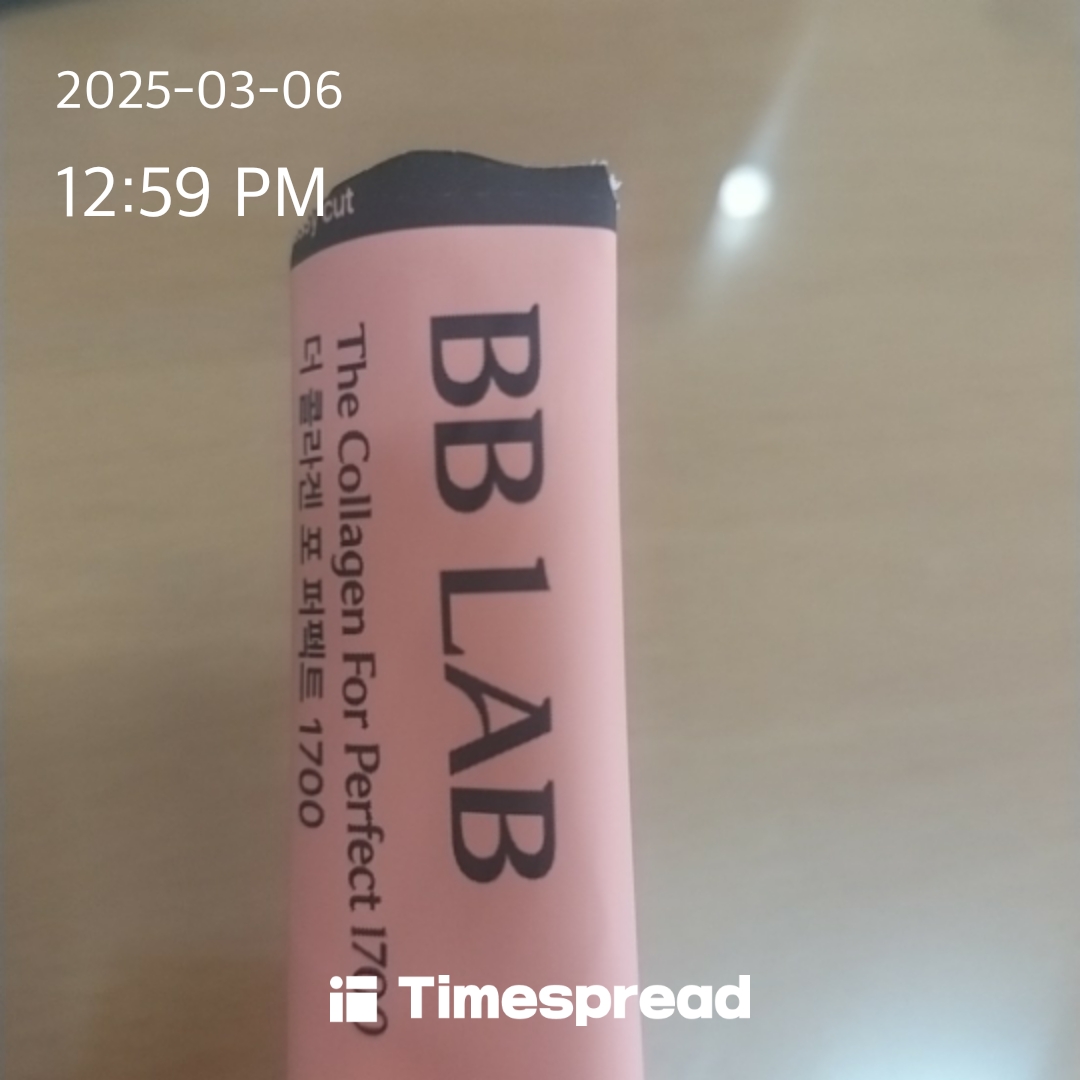 2025-03-06
12:59 PM
cut
BB LAB
The Collagen For Perfect 1700
더 콜라겐 포 퍼펙트 1700
Timespread